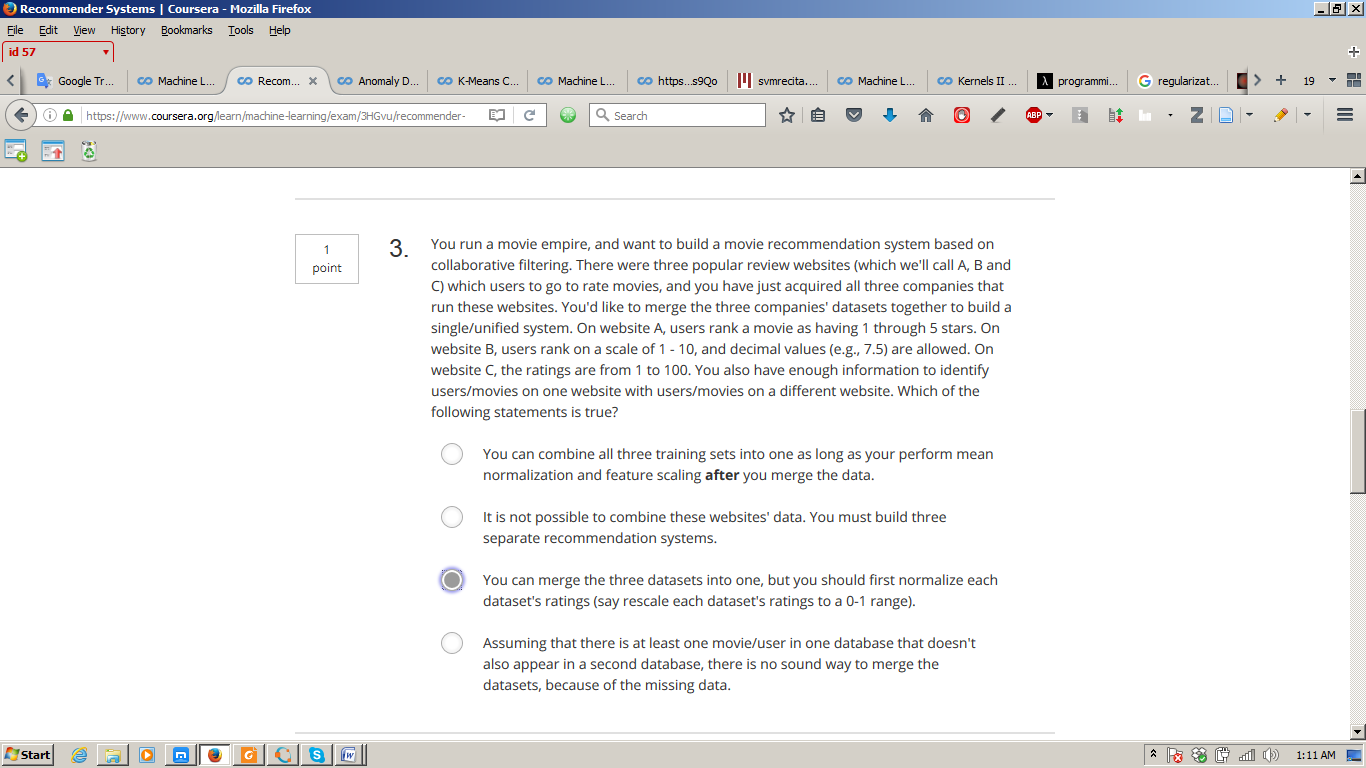 Recommender Systems | Coursera - Mozilla Firefox
File Edit View History Bookmarks Tools Help
id 57
Google Tr... Machine L... Recom... Anomaly D... K-Means C... Machine L... https...s9Qo svmrecita... Machine L... Kernels II ... programmi... regularizat... 19
https://www.coursera.org/learn/machine-learning/exam/3HGvu/recommender- Search ABP Z
1
point
3.
You run a movie empire, and want to build a movie recommendation system based on
collaborative filtering. There were three popular review websites (which we'll call A, B and
C) which users to go to rate movies, and you have just acquired all three companies that
run these websites. You'd like to merge the three companies' datasets together to build a
single/unified system. On website A, users rank a movie as having 1 through 5 stars. On
website B, users rank on a scale of 1 - 10, and decimal values (e.g., 7.5) are allowed. On
website C, the ratings are from 1 to 100. You also have enough information to identify
users/movies on one website with users/movies on a different website. Which of the
following statements is true?
You can combine all three training sets into one as long as your perform mean
normalization and feature scaling after you merge the data.
It is not possible to combine these websites' data. You must build three
separate recommendation systems.
You can merge the three datasets into one, but you should first normalize each
dataset's ratings (say rescale each dataset's ratings to a 0-1 range).
Assuming that there is at least one movie/user in one database that doesn't
also appear in a second database, there is no sound way to merge the
datasets, because of the missing data.
Start
1:11 AM